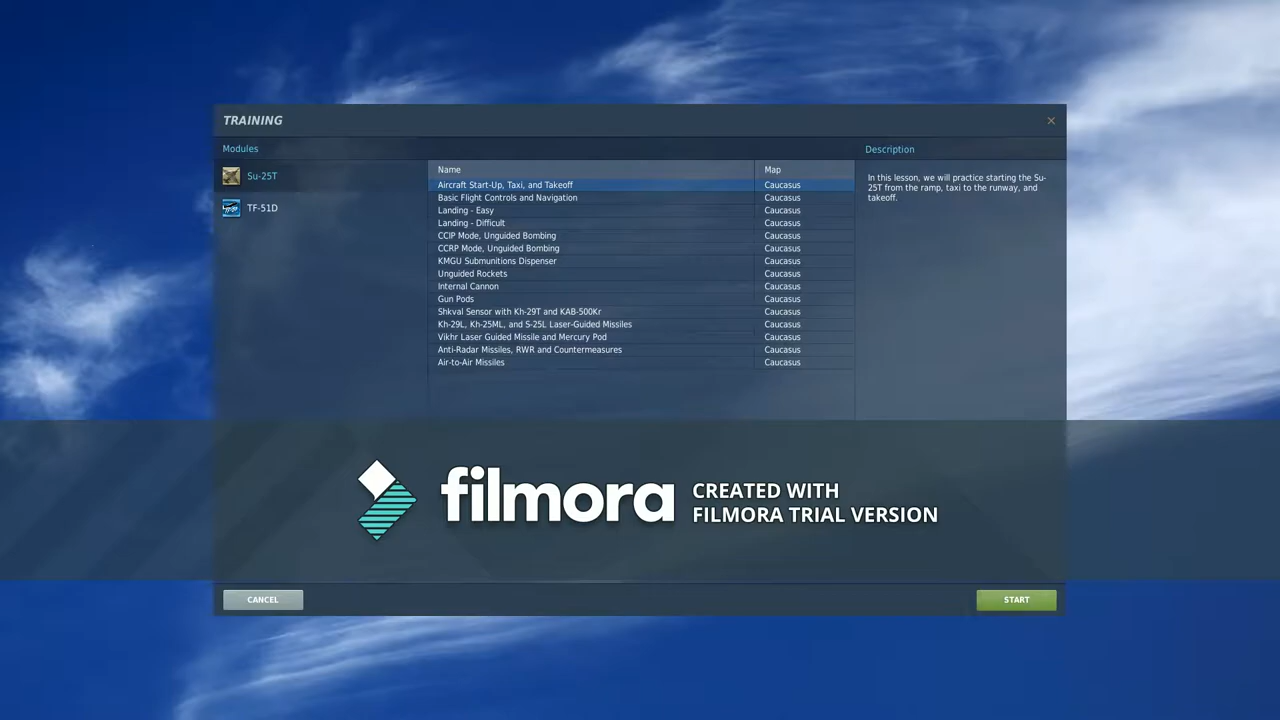 TRAINING
Modules
Description
Su-25T
TF-51D
Name Map
Aircraft Start-Up, Taxi, and Takeoff Caucasus
Basic Flight Controls and Navigation Caucasus
Landing - Easy Caucasus
Landing - Difficult Caucasus
CCIP Mode, Unguided Bombing Caucasus
CCRP Mode, Unguided Bombing Caucasus
KMGU Submunitions Dispenser Caucasus
Unguided Rockets Caucasus
Internal Cannon Caucasus
Gun Pods Caucasus
Shkval Sensor with Kh-29T and KAB-500Kr Caucasus
Kh-29L, Kh-25ML, and S-25L Laser-Guided Missiles Caucasus
Vikhr Laser Guided Missile and Mercury Pod Caucasus
Anti-Radar Missiles, RWR and Countermeasures Caucasus
Air-to-Air Missiles Caucasus
In this lesson, we will practice starting the Su-
25T from the ramp, taxi to the runway, and
takeoff.
filmora
CREATED WITH
FILMORA TRIAL VERSION
CANCEL
START